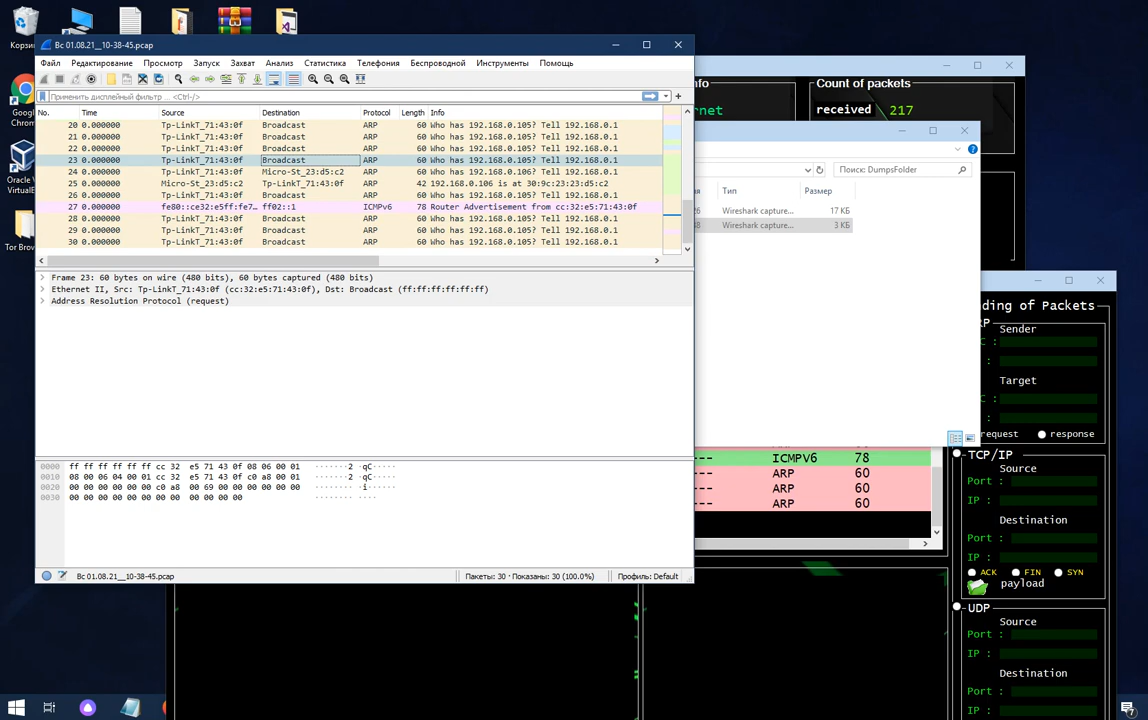 Корзи
Googl
Chron
Oracle V
VirtualB
Tor Brow
Вс 01.08.21__10-38-45.pcap
Файл Редактирование Просмотр Запуск Захват Анализ Статистика Телефония Беспроводной Инструменты Помощь
Применить дисплейный фильтр ... <Ctrl-/>
No. Time Source Destination Protocol Length Info
20 0.000000 Tp-LinkT_71:43:0f Broadcast ARP 60 Who has 192.168.0.105? Tell 192.168.0.1
21 0.000000 Tp-LinkT_71:43:0f Broadcast ARP 60 Who has 192.168.0.105? Tell 192.168.0.1
22 0.000000 Tp-LinkT_71:43:0f Broadcast ARP 60 Who has 192.168.0.105? Tell 192.168.0.1
23 0.000000 Tp-LinkT_71:43:0f Broadcast ARP 60 Who has 192.168.0.105? Tell 192.168.0.1
24 0.000000 Tp-LinkT_71:43:0f Micro-St_23:d5:c2 ARP 60 Who has 192.168.0.106? Tell 192.168.0.1
25 0.000000 Micro-St_23:d5:c2 Tp-LinkT_71:43:0f ARP 42 192.168.0.106 is at 30:9c:23:23:d5:c2
26 0.000000 Tp-LinkT_71:43:0f Broadcast ARP 60 Who has 192.168.0.105? Tell 192.168.0.1
27 0.000000 fe80::ce32:e5ff:fe7… ff02::1 ICMPv6 78 Router Advertisement from cc:32:e5:71:43:0f
28 0.000000 Tp-LinkT_71:43:0f Broadcast ARP 60 Who has 192.168.0.105? Tell 192.168.0.1
29 0.000000 Tp-LinkT_71:43:0f Broadcast ARP 60 Who has 192.168.0.105? Tell 192.168.0.1
30 0.000000 Tp-LinkT_71:43:0f Broadcast ARP 60 Who has 192.168.0.105? Tell 192.168.0.1
Frame 23: 60 bytes on wire (480 bits), 60 bytes captured (480 bits)
Ethernet II, Src: Tp-LinkT_71:43:0f (cc:32:e5:71:43:0f), Dst: Broadcast (ff:ff:ff:ff:ff:ff)
Address Resolution Protocol (request)
0000 ff ff ff ff ff ff cc 32 e5 71 43 0f 08 06 00 01 ·······2 ·qC·····
0010 08 00 06 04 00 01 cc 32 e5 71 43 0f c0 a8 00 01 ·······2 ·qC·····
0020 00 00 00 00 00 00 c0 a8 00 69 00 00 00 00 00 00 ········ ·i······
0030 00 00 00 00 00 00 00 00 00 00 00 00 ········ ····
Вс 01.08.21__10-38-45.pcap
Пакеты: 30 · Показаны: 30 (100.0%)
Профиль: Default
nfo
rnet
Count of packets
received 217
Поиск: DumpsFolder
Тип Размер
26 Wireshark capture... 17 КБ
38 Wireshark capture... 3 КБ
--- ICMPV6 78
--- ARP 60
--- ARP 60
--- ARP 60
ding of Packets
RP
Sender
C :
:
Target
C :
:
request response
TCP/IP
Source
Port :
IP :
Destination
Port :
IP :
ACK FIN SYN
payload
UDP
Source
Port :
IP :
Destination
Port :
IP :
7